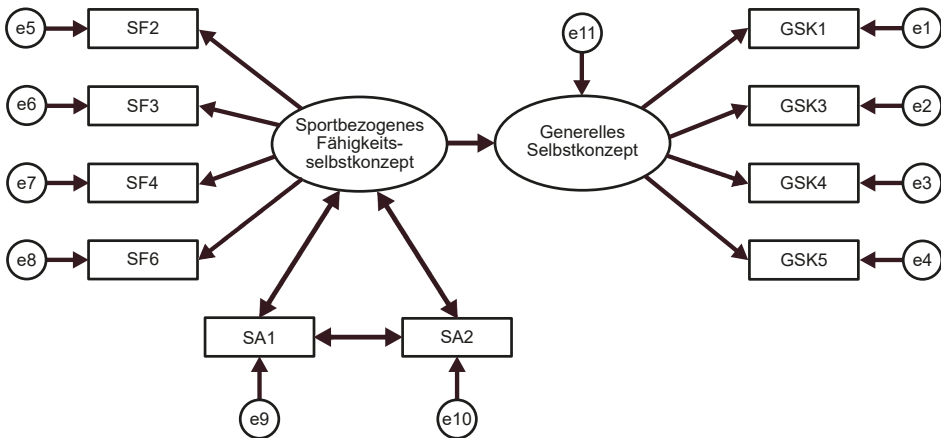 e5
SF2
e11
GSK1
e1
e6
SF3
Sportbezogenes
Fähigkeits-
selbstkonzept
Generelles
Selbstkonzept
GSK3
e2
e7
SF4
GSK4
e3
e8
SF6
GSK5
e4
SA1
SA2
e9
e10